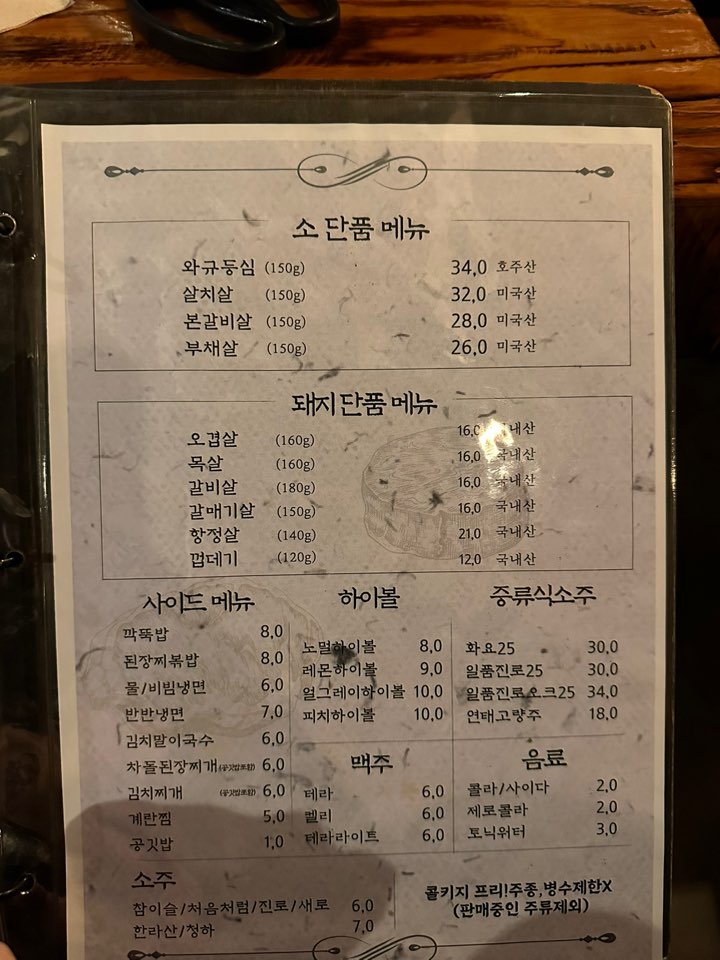 소 단품 메뉴
와규등심 (150g) 34,0 호주산
살치살 (150g) 32,0 미국산
본갈비살 (150g) 28,0 미국산
부채살 (150g) 26,0 미국산
돼지 단품 메뉴
오겹살 (160g) 16,0 국내산
목살 (160g) 16,0 국내산
갈비살 (180g) 16,0 국내산
갈매기살 (150g) 16,0 국내산
항정살 (140g) 21,0 국내산
껍데기 (120g) 12,0 국내산
사이드 메뉴
깍뚝밥 8,0
된장찌볶밥 8,0
물/비빔냉면 6,0
반반냉면 7,0
김치말이국수 6,0
차돌된장찌개(공깃밥포함) 6,0
김치찌개 (공깃밥포함) 6,0
계란찜 5,0
공깃밥 1,0
하이볼
노멀하이볼 8,0
레몬하이볼 9,0
얼그레이하이볼 10,0
피치하이볼 10,0
증류식소주
화요25 30,0
일품진로25 30,0
일품진로오크25 34,0
연태고량주 18,0
맥주
테라 6,0
켈리 6,0
테라라이트 6,0
음료
콜라/사이다 2,0
제로콜라 2,0
토닉워터 3,0
소주
참이슬/처음처럼/진로/새로 6,0
한라산/청하 7,0
콜키지 프리!주종,병수제한X
(판매중인 주류제외)